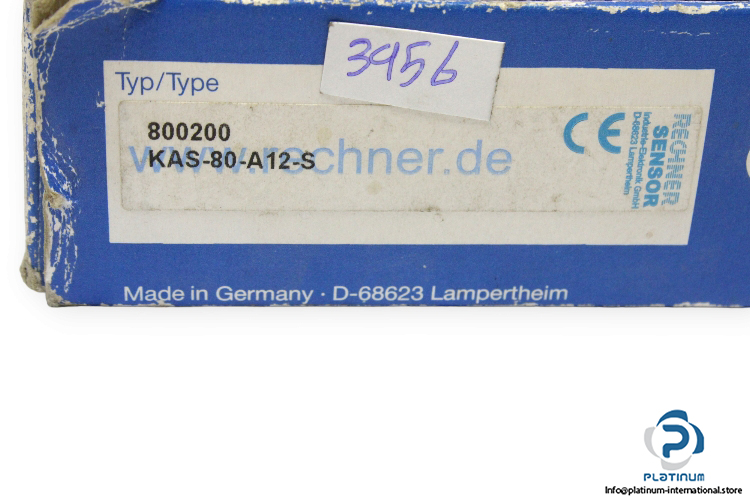 3956
Typ/Type
800200
KAS-80-A12-S
www.rechner.de
CE
RECHNER
SENSOR
Industrie-Elektronik GmbH
D-68623 Lampertheim
Made in Germany · D-68623 Lampertheim
PLATINUM
Info@platinum-international.store